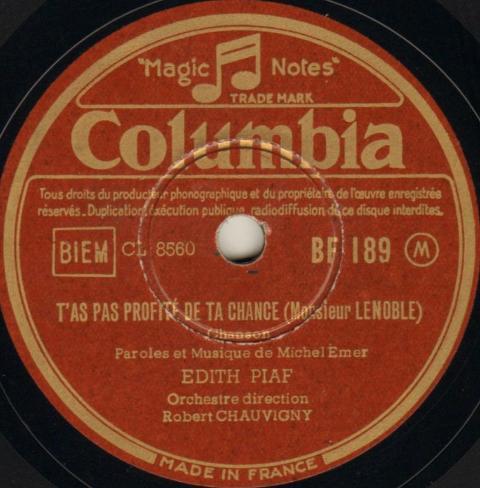 "Magic Notes"
TRADE MARK
Columbia
Tous droits du producteur phonographique et du propriétaire de l'œuvre enregistrée
réservés. Duplication, exécution publique, radiodiffusion de ce disque interdites.
BIEM CL 8560 BF 189 M
T'AS PAS PROFITÉ DE TA CHANCE (Monsieur LENOBLE)
Chanson
Paroles et Musique de Michel Emer
EDITH PIAF
Orchestre direction
Robert CHAUVIGNY
MADE IN FRANCE